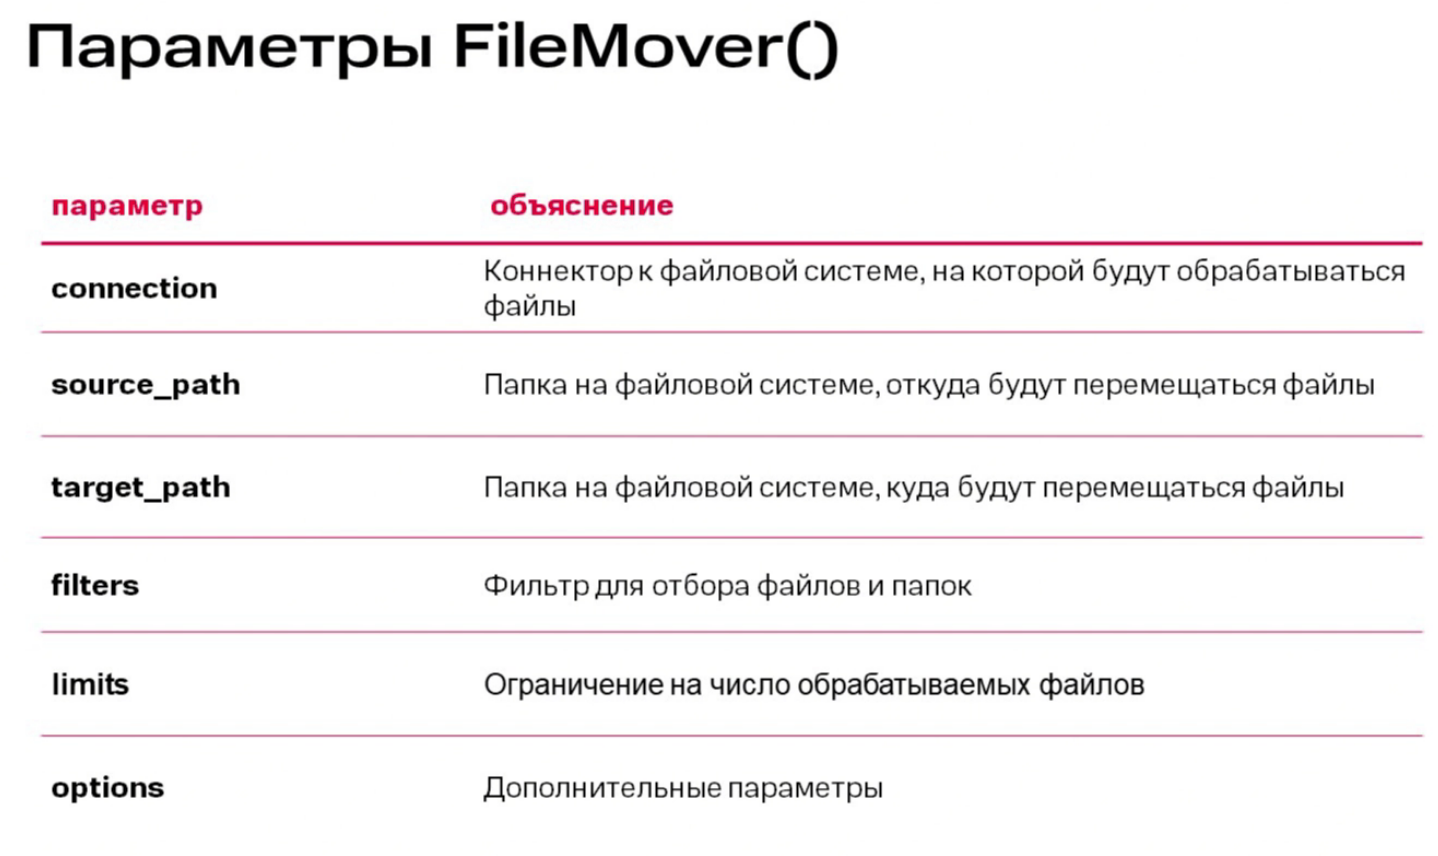 Параметры FileMover()
параметр объяснение
connection Коннектор к файловой системе, на которой будут обрабатываться
файлы
source_path Папка на файловой системе, откуда будут перемещаться файлы
target_path Папка на файловой системе, куда будут перемещаться файлы
filters Фильтр для отбора файлов и папок
limits Ограничение на число обрабатываемых файлов
options Дополнительные параметры